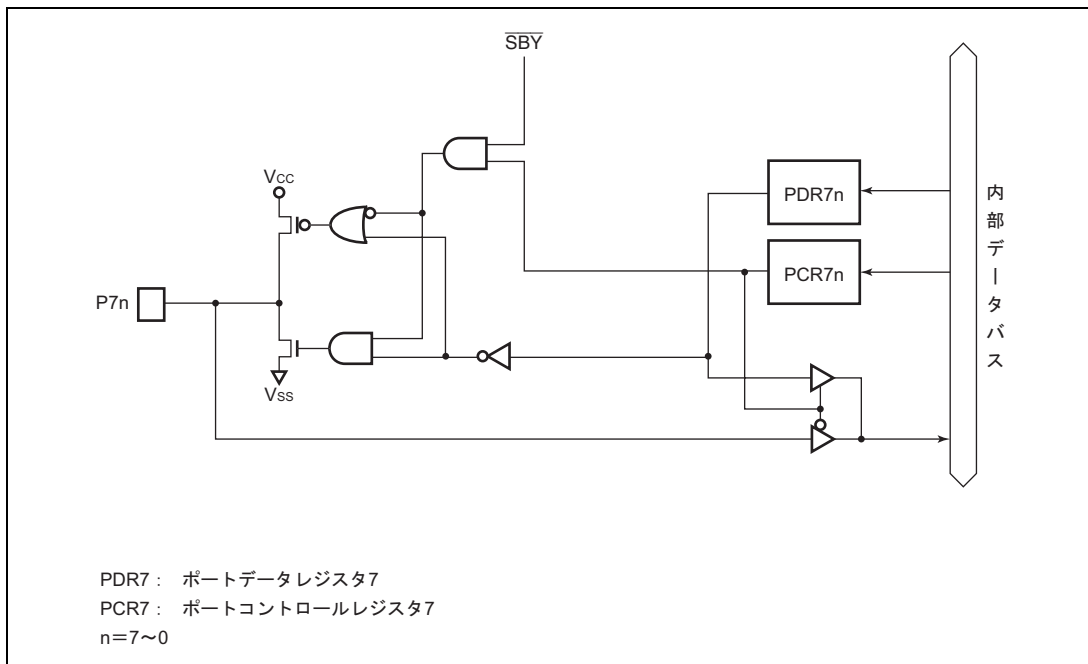 SBY
VCC
PDR7n
PCR7n
内部データバス
P7n
VSS
PDR7： ポートデータレジスタ7
PCR7： ポートコントロールレジスタ7
n＝7～0